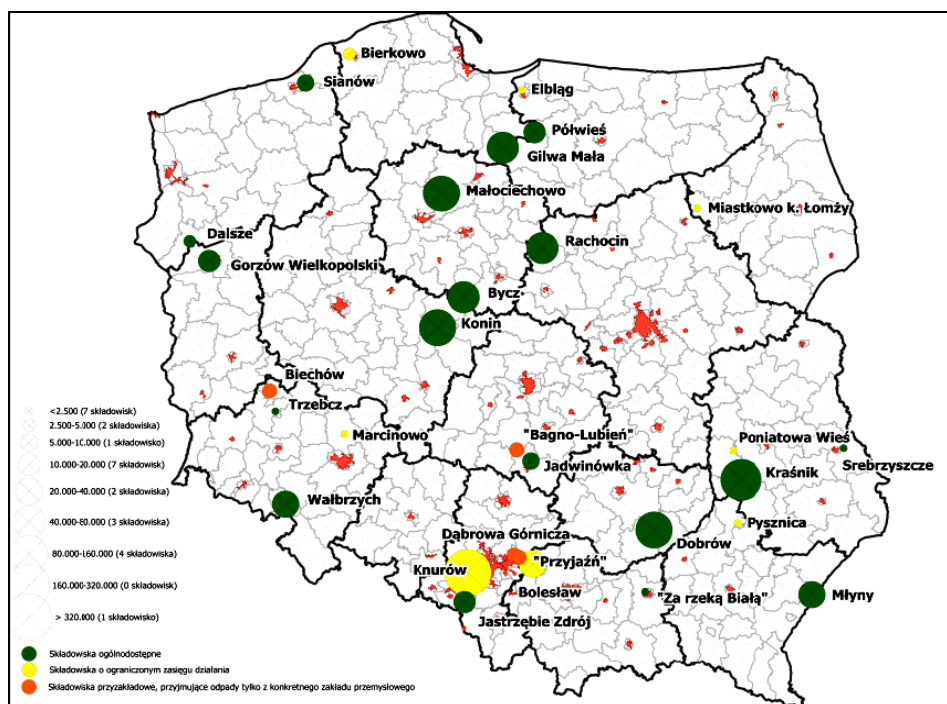 Bierkowo
Sianów
Elbląg
Półwieś
Gilwa Mała
Małociechowo
Miastkowo k. Łomży
Dalsze
Rachocin
Gorzów Wielkopolski
Bycz
Konin
Biechów
Trzebcz
Marcinowo
"Bagno-Lubień"
Poniatowa Wieś
Jadwinówka
Srebrzyszcze
Kraśnik
Wałbrzych
Pysznica
Dąbrowa Górnicza
Dobrów
"Przyjaźń"
Knurów
Bolesław
"Za rzeką Białą"
Młyny
Jastrzębie Zdrój
<2.500 (7 składowisk)
2.500-5.000 (2 składowiska)
5.000-10.000 (1 składowisko)
10.000-20.000 (7 składowisk)
20.000-40.000 (2 składowiska)
40.000-80.000 (3 składowiska)
80.000-160.000 (4 składowiska)
160.000-320.000 (0 składowisk)
> 320.000 (1 składowisko)
Składowiska ogólnodostępne
Składowiska o ograniczonym zasięgu działania
Składowiska przyzakładowe, przyjmujące odpady tylko z konkretnego zakładu przemysłowego